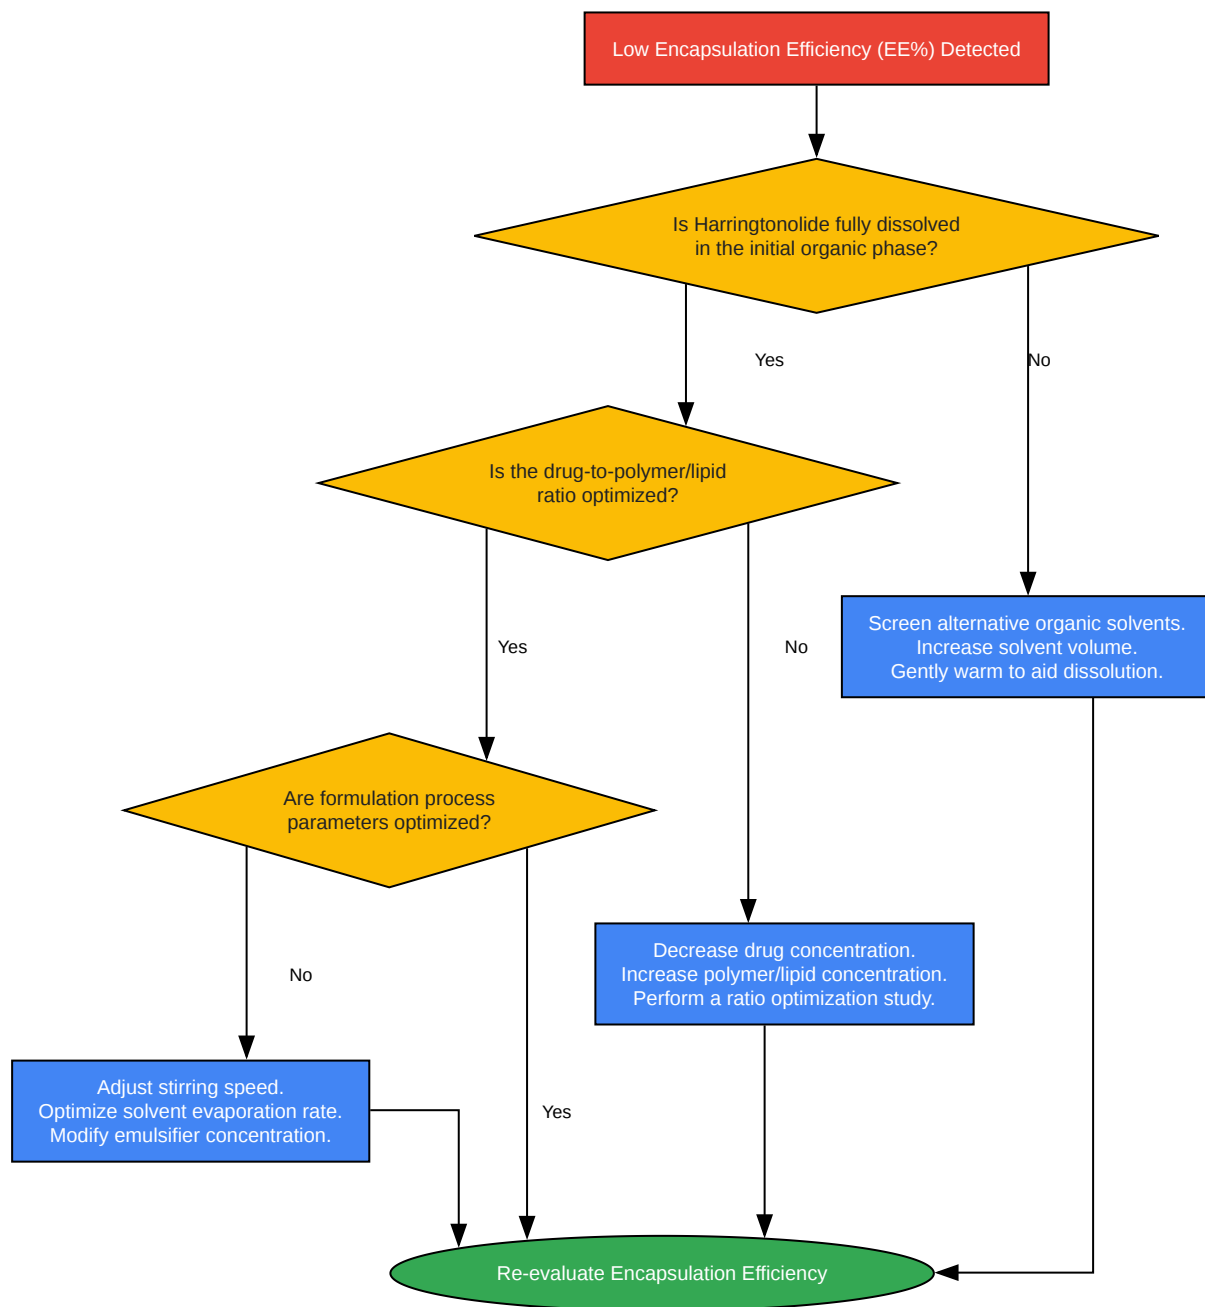 Low Encapsulation Efficiency (EE%) Detected
Is Harringtonolide fully dissolved
in the initial organic phase?
Yes
No
Is the drug-to-polymer/lipid
ratio optimized?
Screen alternative organic solvents.
Increase solvent volume.
Gently warm to aid dissolution.
Yes
No
Are formulation process
parameters optimized?
Decrease drug concentration.
Increase polymer/lipid concentration.
Perform a ratio optimization study.
No
Adjust stirring speed.
Optimize solvent evaporation rate.
Modify emulsifier concentration.
Yes
Re-evaluate Encapsulation Efficiency